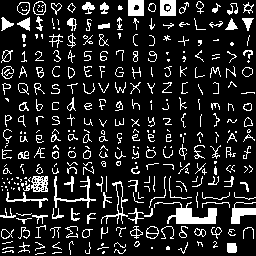 ☺ ☻ ♥ ♦ ♣ ♠ • ◘ ○ ◙ ♂ ♀ ♪ ♫ ☼
► ◄ ↕ ‼ ¶ § ▬ ↨ ↑ ↓ → ← ∟ ↔ ▲ ▼
! " # $ % & ' ( ) * + , - . /
0 1 2 3 4 5 6 7 8 9 : ; < = > ?
@ A B C D E F G H I J K L M N O
P Q R S T U V W X Y Z [ \ ] ^ _
` a b c d e f g h i j k l m n o
p q r s t u v w x y z { | } ~ ⌂
Ç ü é â ä à å ç ê ë è ï î ì Ä Å
É æ Æ ô ö ò û ù ÿ Ö Ü ¢ £ ¥ ₧ ƒ
á í ó ú ñ Ñ ª º ¿ ⌐ ¬ ½ ¼ ¡ « »
α ß Γ π Σ σ µ τ Φ Θ Ω δ ∞ φ ε ∩
≡ ± ≥ ≤ ⌠ ⌡ ÷ ≈ ° ∙ · √ ⁿ ² ■